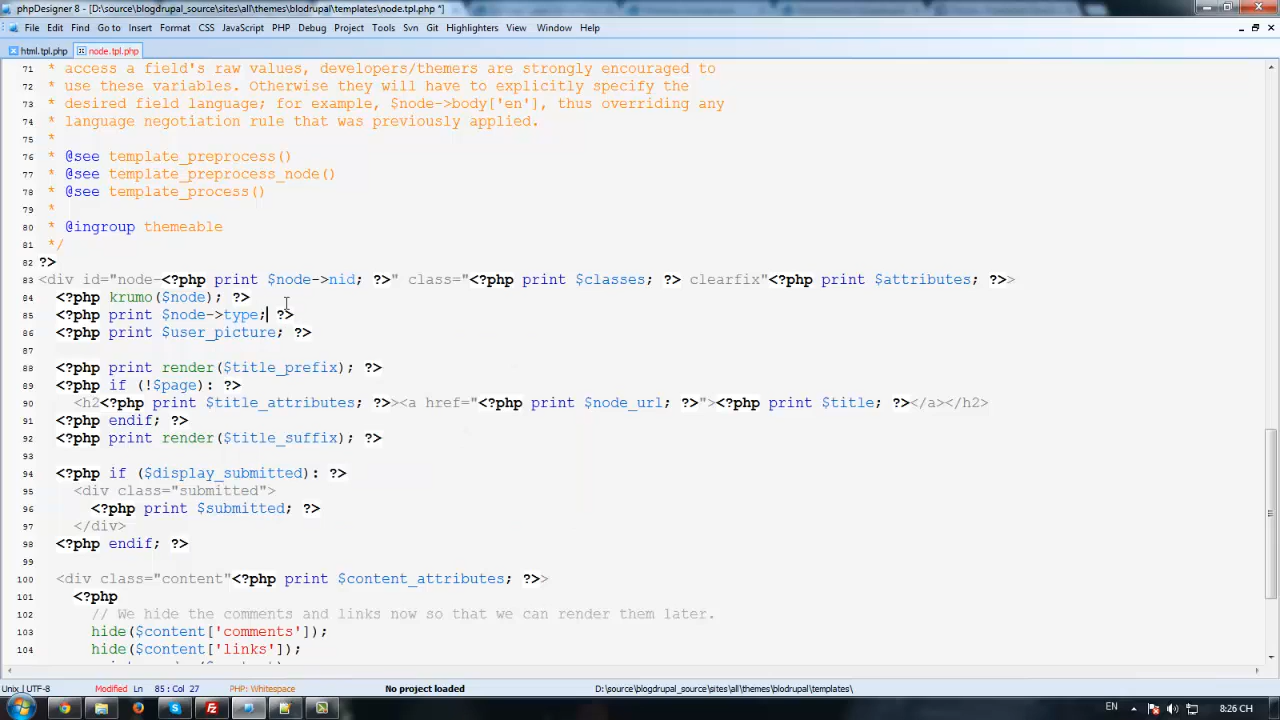 phpDesigner 8 - [D:\source\blogdrupal_source\sites\all\themes\blodrupal\templates\node.tpl.php *]
File Edit Find Go to Insert Format CSS JavaScript PHP Debug Project Tools Svn Git Highlighters View Window Help
html.tpl.php node.tpl.php
71 * access a field's raw values, developers/themers are strongly encouraged to
72 * use these variables. Otherwise they will have to explicitly specify the
73 * desired field language; for example, $node->body['en'], thus overriding any
74 * language negotiation rule that was previously applied.
75 *
76 * @see template_preprocess()
77 * @see template_preprocess_node()
78 * @see template_process()
79 *
80 * @ingroup themeable
81 */
82 ?>
83 <div id="node-<?php print $node->nid; ?>" class="<?php print $classes; ?> clearfix"<?php print $attributes; ?>>
84 <?php krumo($node); ?>
85 <?php print $node->type; ?>
86 <?php print $user_picture; ?>
87
88 <?php print render($title_prefix); ?>
89 <?php if (!$page): ?>
90 <h2<?php print $title_attributes; ?>><a href="<?php print $node_url; ?>"><?php print $title; ?></a></h2>
91 <?php endif; ?>
92 <?php print render($title_suffix); ?>
93
94 <?php if ($display_submitted): ?>
95 <div class="submitted">
96 <?php print $submitted; ?>
97 </div>
98 <?php endif; ?>
99
100 <div class="content"<?php print $content_attributes; ?>>
101 <?php
102 // We hide the comments and links now so that we can render them later.
103 hide($content['comments']);
104 hide($content['links']);
Unix | UTF-8 Modified Ln 85 : Col 27 PHP: Whitespace No project loaded D:\source\blogdrupal_source\sites\all\themes\blodrupal\templates\
EN 8:26 CH